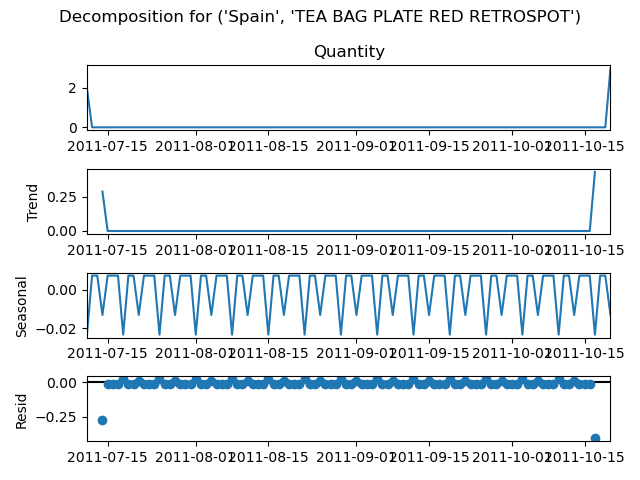 Decomposition for ('Spain', 'TEA BAG PLATE RED RETROSPOT')
Quantity
2
0
2011-07-15 2011-08-01 2011-08-15 2011-09-01 2011-09-15 2011-10-01 2011-10-15
Trend
0.25
0.00
2011-07-15 2011-08-01 2011-08-15 2011-09-01 2011-09-15 2011-10-01 2011-10-15
Seasonal
0.00
−0.02
2011-07-15 2011-08-01 2011-08-15 2011-09-01 2011-09-15 2011-10-01 2011-10-15
Resid
0.00
−0.25
2011-07-15 2011-08-01 2011-08-15 2011-09-01 2011-09-15 2011-10-01 2011-10-15